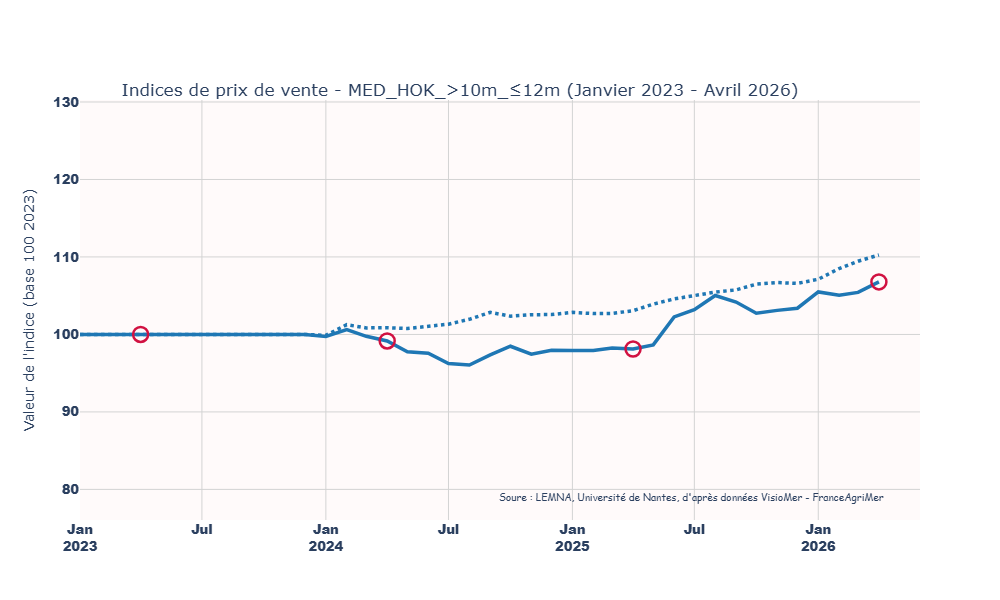 Indices de prix de vente - MED_HOK_>10m_≤12m (Janvier 2023 - Avril 2026)
Valeur de l'indice (base 100 2023)
130
120
110
100
90
80
Soure : LEMNA, Université de Nantes, d'après données VisioMer - FranceAgriMer
Jan Jul Jan Jul Jan Jul Jan
2023 2024 2025 2026